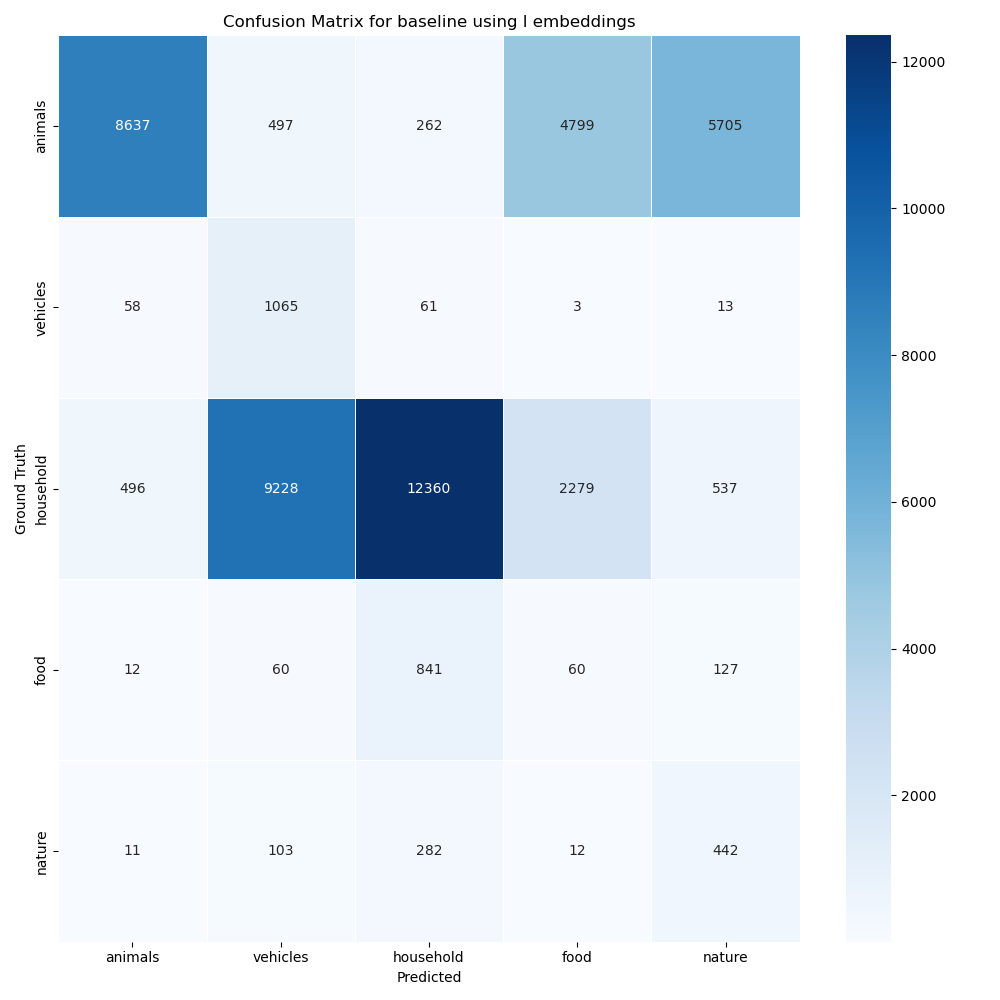 Confusion Matrix for baseline using l embeddings
animals 8637 497 262 4799 5705
vehicles 58 1065 61 3 13
household 496 9228 12360 2279 537
food 12 60 841 60 127
nature 11 103 282 12 442
animals vehicles household food nature
Predicted
Ground Truth
12000
10000
8000
6000
4000
2000